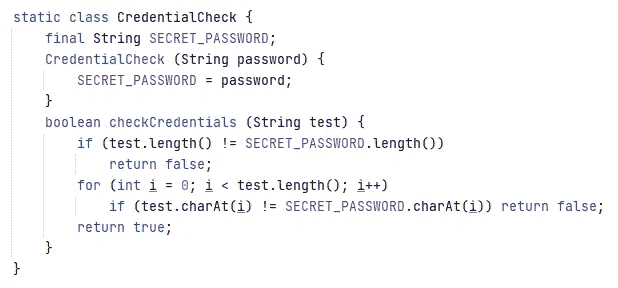 static class CredentialCheck {
    final String SECRET_PASSWORD;
    CredentialCheck (String password) {
        SECRET_PASSWORD = password;
    }
    boolean checkCredentials (String test) {
        if (test.length() != SECRET_PASSWORD.length())
            return false;
        for (int i = 0; i < test.length(); i++)
            if (test.charAt(i) != SECRET_PASSWORD.charAt(i)) return false;
        return true;
    }
}